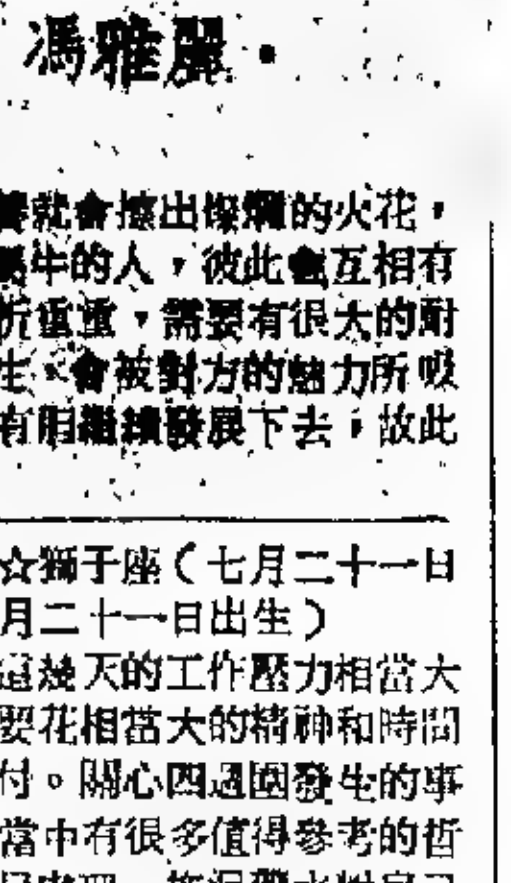 馮雅麗·
就會擦出燦爛的火花，
牛的人，彼此會互相有
折重重，需要有很大的耐
生，會被對方的魅力所吸
有明繼續發展下去，故此
☆獅子座（七月二十一日
月二十一日出生）
這幾天的工作壓力相當大
要花相當大的精神和時間
付。關心四週圍發生的事
當中有很多值得參考的哲